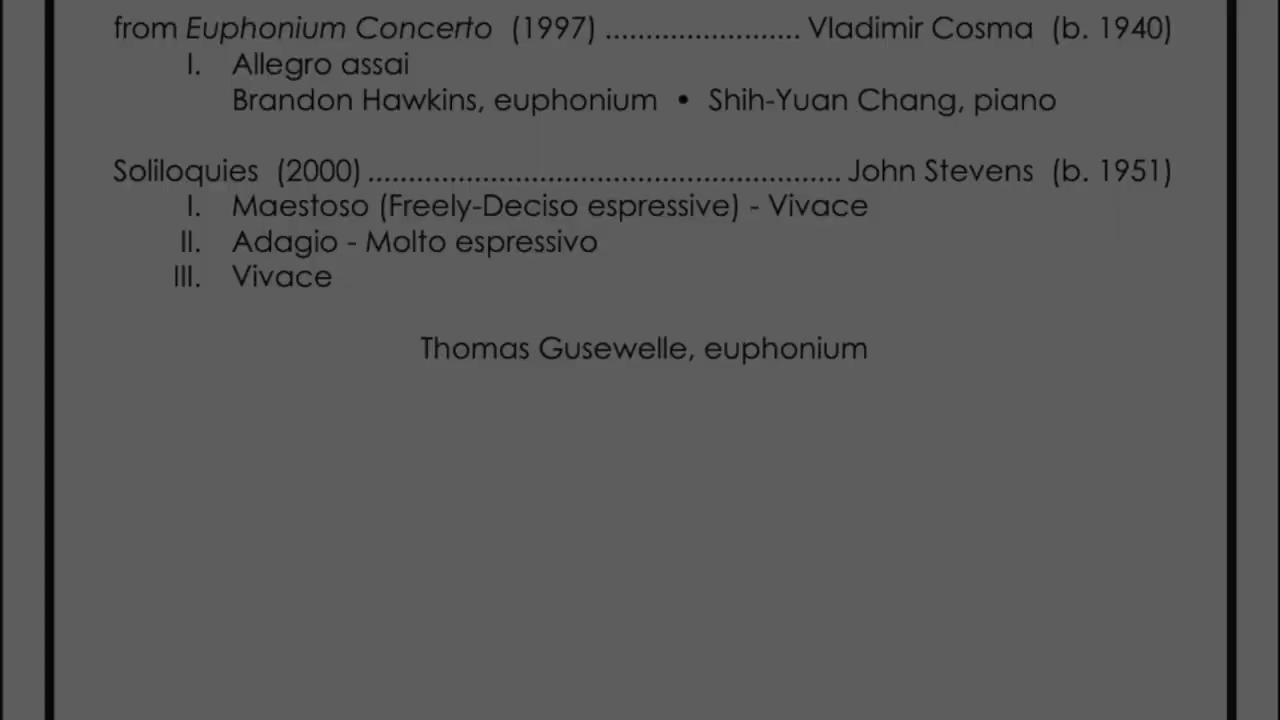 from Euphonium Concerto (1997) ........................ Vladimir Cosma (b. 1940)
I. Allegro assai
Brandon Hawkins, euphonium • Shih-Yuan Chang, piano
Soliloquies (2000) .......................................................... John Stevens (b. 1951)
I. Maestoso (Freely-Deciso espressive) - Vivace
II. Adagio - Molto espressivo
III. Vivace
Thomas Gusewelle, euphonium